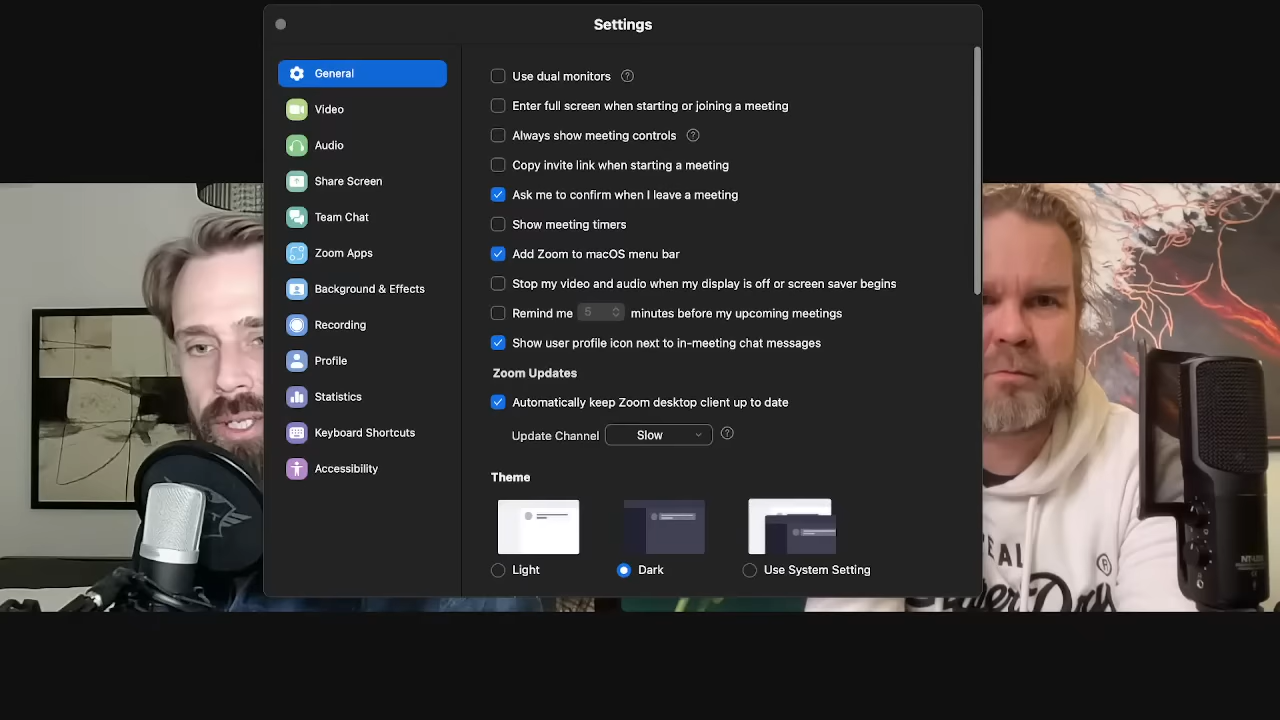 Settings
General
Video
Audio
Share Screen
Team Chat
Zoom Apps
Background & Effects
Recording
Profile
Statistics
Keyboard Shortcuts
Accessibility
Use dual monitors ?
Enter full screen when starting or joining a meeting
Always show meeting controls ?
Copy invite link when starting a meeting
Ask me to confirm when I leave a meeting
Show meeting timers
Add Zoom to macOS menu bar
Stop my video and audio when my display is off or screen saver begins
Remind me 5 minutes before my upcoming meetings
Show user profile icon next to in-meeting chat messages
Zoom Updates
Automatically keep Zoom desktop client up to date
Update Channel Slow ?
Theme
Light
Dark
Use System Setting